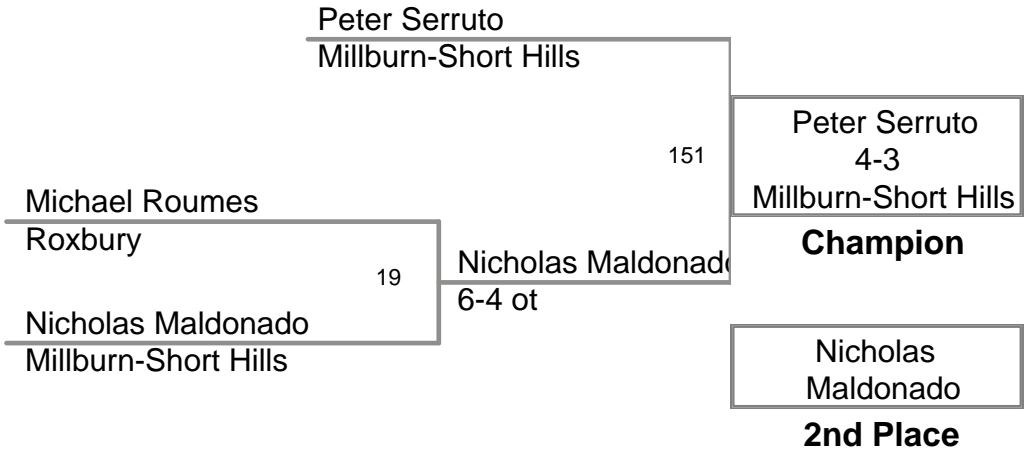 Peter Serruto
Millburn-Short Hills
151
Peter Serruto
4-3
Millburn-Short Hills
Champion
Michael Roumes
Roxbury
19
Nicholas Maldonado
Millburn-Short Hills
Nicholas Maldonado
6-4 ot
Nicholas
Maldonado
2nd Place